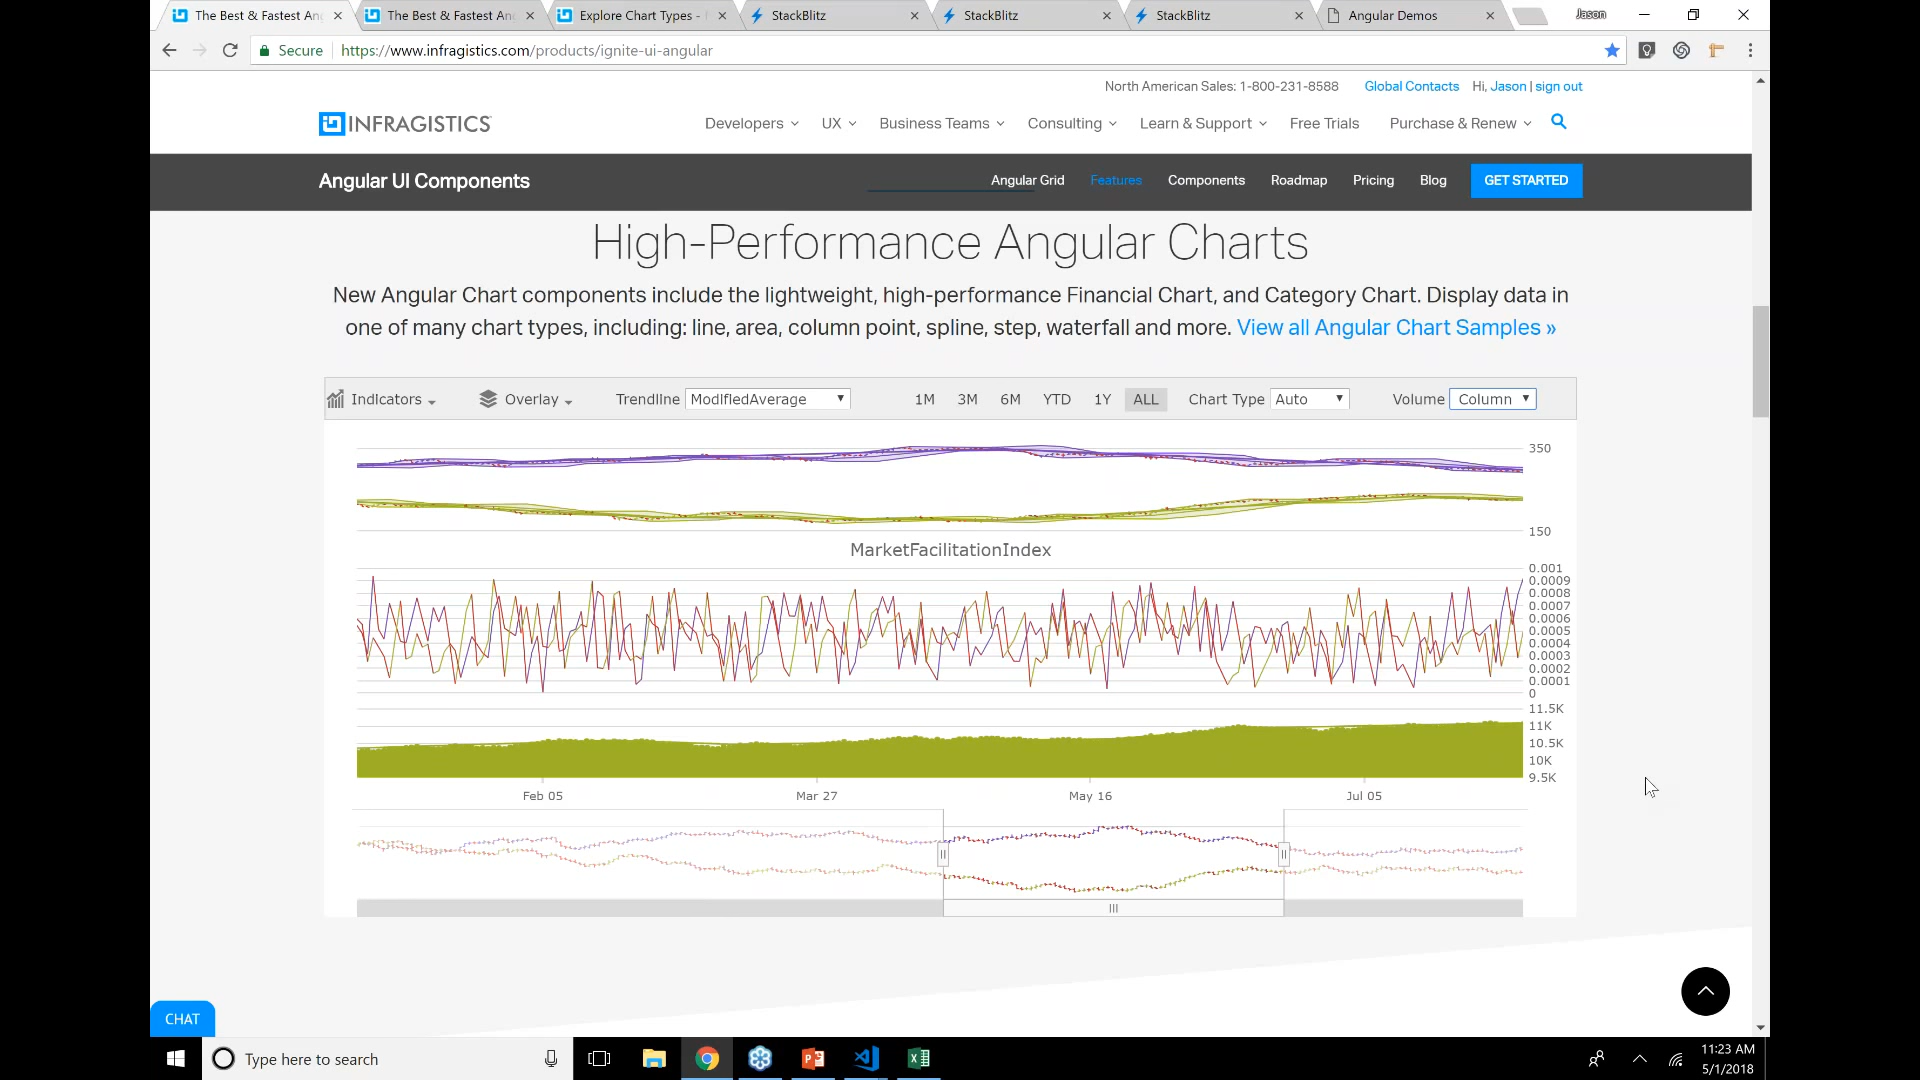 The Best & Fastest An
The Best & Fastest An
Explore Chart Types -
StackBlitz
StackBlitz
StackBlitz
Angular Demos
Jason
Secure
https://www.infragistics.com/products/ignite-ui-angular
North American Sales: 1-800-231-8588
Global Contacts
Hi, Jason | sign out
INFRAGISTICS
Developers
UX
Business Teams
Consulting
Learn & Support
Free Trials
Purchase & Renew
Angular UI Components
Angular Grid
Features
Components
Roadmap
Pricing
Blog
GET STARTED
High-Performance Angular Charts
New Angular Chart components include the lightweight, high-performance Financial Chart, and Category Chart. Display data in
one of many chart types, including: line, area, column point, spline, step, waterfall and more. View all Angular Chart Samples »
Indicators
Overlay
Trendline
ModifiedAverage
1M
3M
6M
YTD
1Y
ALL
Chart Type
Auto
Volume
Column
350
150
MarketFacilitationIndex
0.001
0.0009
0.0008
0.0007
0.0006
0.0005
0.0004
0.0003
0.0002
0.0001
0
11.5K
11K
10.5K
10K
9.5K
Feb 05
Mar 27
May 16
Jul 05
CHAT
Type here to search
11:23 AM
5/1/2018